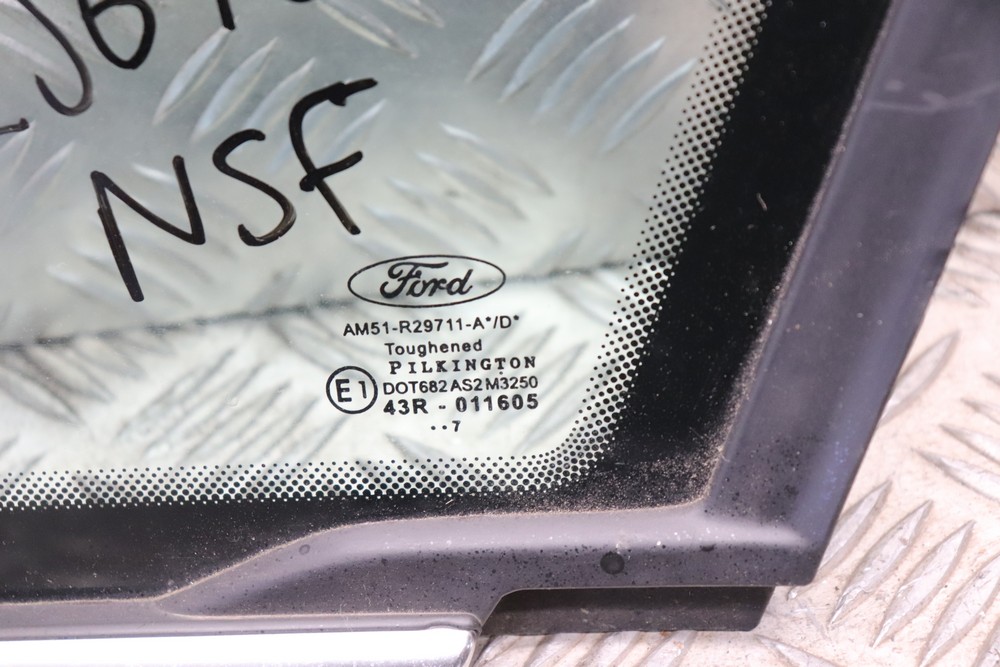 NSF
Ford
AM51-R29711-A*/D*
Toughened
PILKINGTON
E1
DOT682 AS2 M3250
43R - 011605
..7